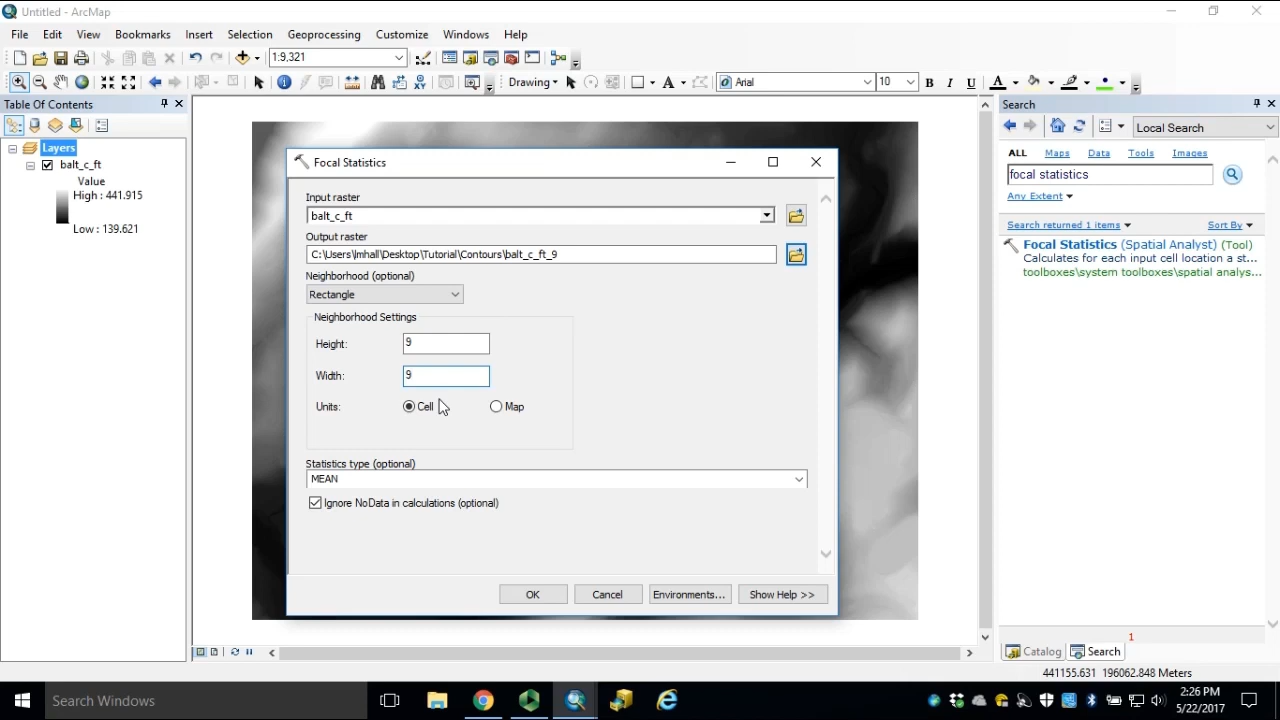 Untitled - ArcMap
File Edit View Bookmarks Insert Selection Geoprocessing Customize Windows Help
1:9,321
Drawing Arial 10 B I U A
Table Of Contents
Layers
balt_c_ft
Value
High : 441.915
Low : 139.621
Focal Statistics
Input raster
balt_c_ft
Output raster
C:\Users\lmhall\Desktop\Tutorial\Contours\balt_c_ft_9
Neighborhood (optional)
Rectangle
Neighborhood Settings
Height: 9
Width: 9
Units: Cell Map
Statistics type (optional)
MEAN
Ignore NoData in calculations (optional)
OK Cancel Environments... Show Help >>
Search
Local Search
ALL Maps Data Tools Images
focal statistics
Any Extent
Search returned 1 items Sort By
Focal Statistics (Spatial Analyst) (Tool)
Calculates for each input cell location a st...
toolboxes\system toolboxes\spatial analys...
1
Catalog Search
441155.631 196062.848 Meters
Search Windows
2:26 PM
5/22/2017